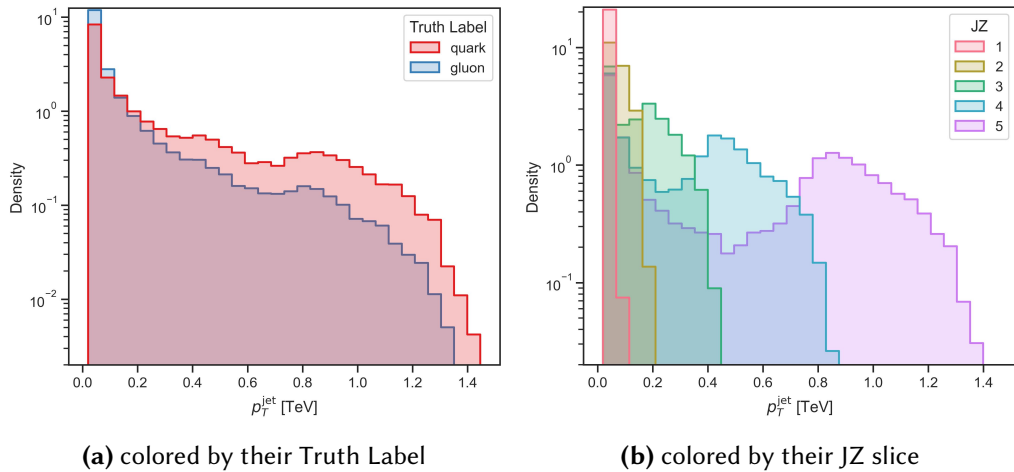 Truth Label
quark
gluon
10¹
10⁰
10⁻¹
10⁻²
Density
0.0 0.2 0.4 0.6 0.8 1.0 1.2 1.4
p_T^jet [TeV]
(a) colored by their Truth Label
JZ
1
2
3
4
5
10¹
10⁰
10⁻¹
Density
0.0 0.2 0.4 0.6 0.8 1.0 1.2 1.4
p_T^jet [TeV]
(b) colored by their JZ slice